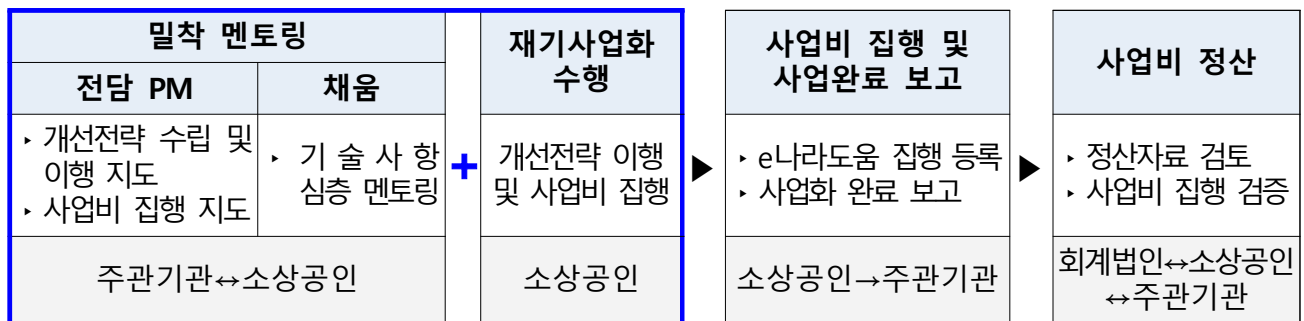 밀착 멘토링
전담 PM
채움
‣ 개선전략 수립 및
이행 지도
‣ 사업비 집행 지도
‣ 기술사항
심층 멘토링
주관기관↔소상공인
+
재기사업화
수행
개선전략 이행
및 사업비 집행
소상공인
▶
사업비 집행 및
사업완료 보고
‣ e나라도움 집행 등록
‣ 사업화 완료 보고
소상공인→주관기관
▶
사업비 정산
‣ 정산자료 검토
‣ 사업비 집행 검증
회계법인↔소상공인
↔주관기관